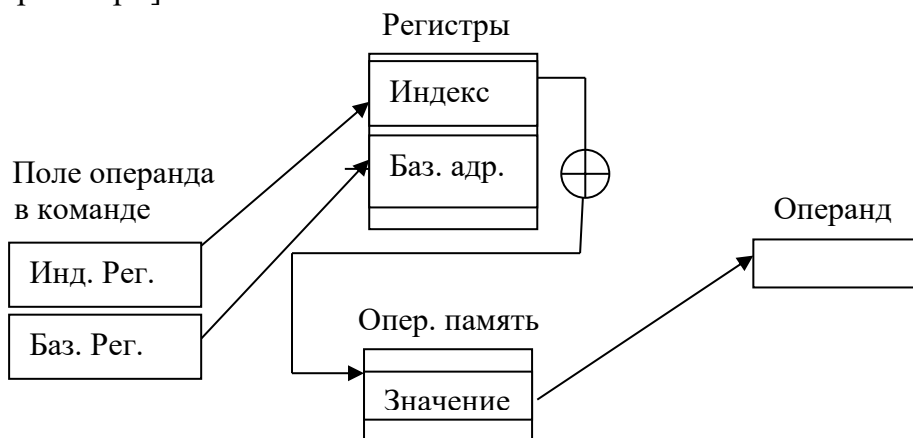 Регистры
Индекс
Баз. адр.
Поле операнда
в команде
Инд. Рег.
Баз. Рег.
Операнд
Опер. память
Значение